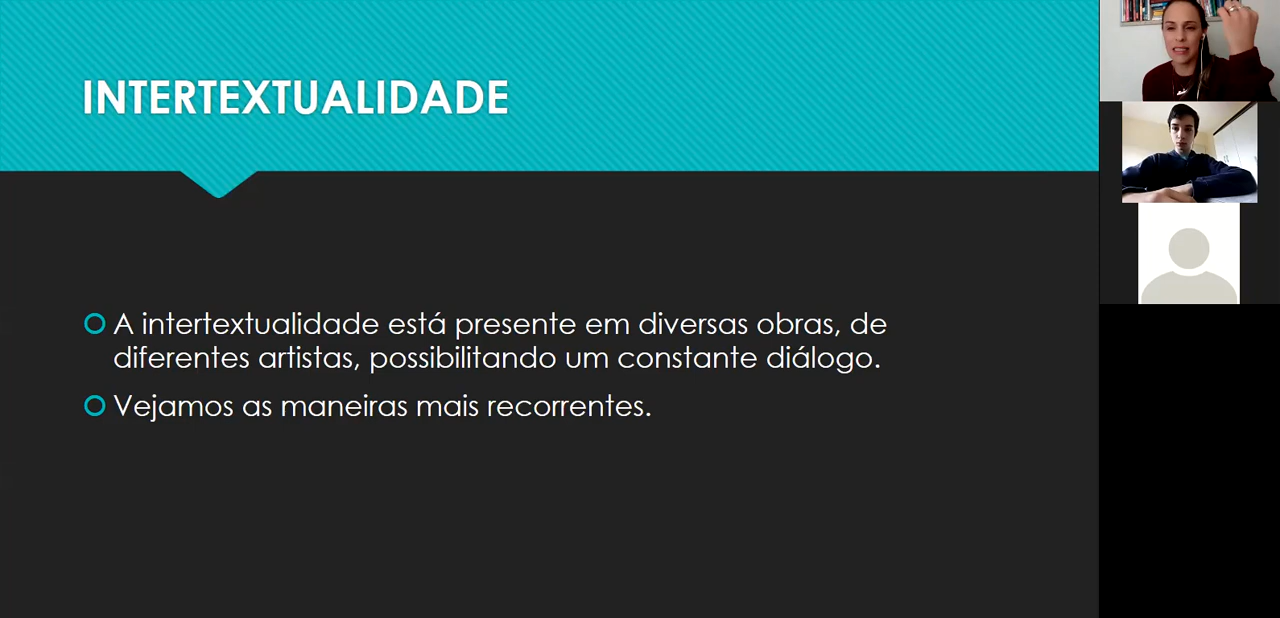 INTERTEXTUALIDADE
A intertextualidade está presente em diversas obras, de
diferentes artistas, possibilitando um constante diálogo.
Vejamos as maneiras mais recorrentes.